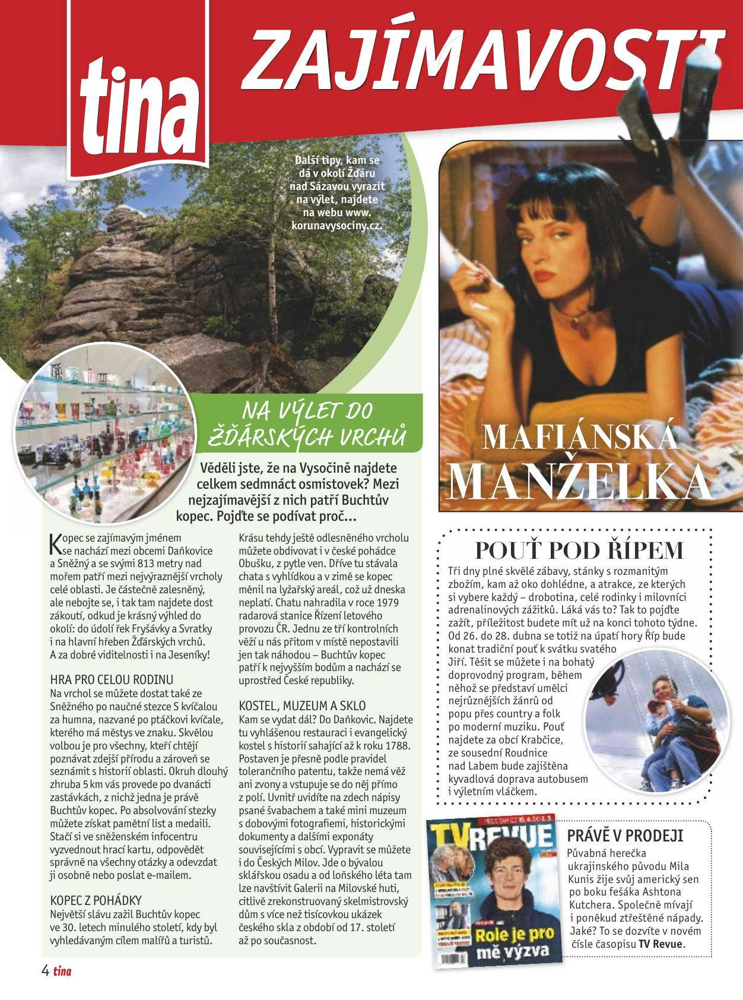 tina
ZAJÍMAVOSTI
Další tipy, kam se
dá v okolí Žďáru
nad Sázavou vyrazit
na výlet, najdete
na webu www.
korunavysociny.cz.
NA VÝLET DO
ŽĎÁRSKÝCH VRCHŮ
Věděli jste, že na Vysočině najdete
celkem sedmnáct osmistovek? Mezi
nejzajímavější z nich patří Buchtův
kopec. Pojďte se podívat proč...
Kopec se zajímavým jménem
se nachází mezi obcemi Daňkovice
a Sněžný a se svými 813 metry nad
mořem patří mezi nejvýraznější vrcholy
celé oblasti. Je částečně zalesněný,
ale nebojte se, i tak tam najdete dost
zákoutí, odkud je krásný výhled do
okolí: do údolí řek Fryšávky a Svratky
i na hlavní hřeben Žďárských vrchů.
A za dobré viditelnosti i na Jeseníky!
HRA PRO CELOU RODINU
Na vrchol se můžete dostat také ze
Sněžného po naučné stezce S kvíčalou
za humna, nazvané po ptáčkovi kvíčale,
kterého má městys ve znaku. Skvělou
volbou je pro všechny, kteří chtějí
poznávat zdejší přírodu a zároveň se
seznámit s historií oblasti. Okruh dlouhý
zhruba 5 km vás provede po dvanácti
zastávkách, z nichž jedna je právě
Buchtův kopec. Po absolvování stezky
můžete získat pamětní list a medaili.
Stačí si ve sněženském infocentru
vyzvednout hrací kartu, odpovědět
správně na všechny otázky a odevzdat
ji osobně nebo poslat e-mailem.
KOPEC Z POHÁDKY
Největší slávu zažil Buchtův kopec
ve 30. letech minulého století, kdy byl
vyhledávaným cílem malířů a turistů.
Krásu tehdy ještě odlesněného vrcholu
můžete obdivovat i v české pohádce
Obušku, z pytle ven. Dříve tu stávala
chata s vyhlídkou a v zimě se kopec
měnil na lyžařský areál, což už dneska
neplatí. Chatu nahradila v roce 1979
radarová stanice Řízení letového
provozu ČR. Jednu ze tří kontrolních
věží u nás přitom v místě nepostavili
jen tak náhodou – Buchtův kopec
patří k nejvyšším bodům a nachází se
uprostřed České republiky.
KOSTEL, MUZEUM A SKLO
Kam se vydat dál? Do Daňkovic. Najdete
tu vyhlášenou restauraci i evangelický
kostel s historií sahající až k roku 1788.
Postaven je přesně podle pravidel
tolerančního patentu, takže nemá věž
ani zvony a vstupuje se do něj přímo
z polí. Uvnitř uvidíte na zdech nápisy
psané švabachem a také mini muzeum
s dobovými fotografiemi, historickými
dokumenty a dalšími exponáty
souvisejícími s obcí. Vypravit se můžete
i do Českých Milov. Jde o bývalou
sklářskou osadu a od loňského léta tam
lze navštívit Galerii na Milovské huti,
citlivě zrekonstruovaný skelmistrovský
dům s více než tisícovkou ukázek
českého skla z období od 17. století
až po současnost.
MAFIÁNSKÁ
MANŽELKA
POUŤ POD ŘÍPEM
Tři dny plné skvělé zábavy, stánky s rozmanitým
zbožím, kam až oko dohlédne, a atrakce, ze kterých
si vybere každý – drobotina, celé rodinky i milovníci
adrenalinových zážitků. Láká vás to? Tak to pojďte
zažít, příležitost budete mít už na konci tohoto týdne.
Od 26. do 28. dubna se totiž na úpatí hory Říp bude
konat tradiční pouť k svátku svatého
Jiří. Těšit se můžete i na bohatý
doprovodný program, během
něhož se představí umělci
nejrůznějších žánrů od
popu přes country a folk
po moderní muziku. Pouť
najdete za obcí Krabčice,
ze sousední Roudnice
nad Labem bude zajištěna
kyvadlová doprava autobusem
i výletním vláčkem.
PROGRAM OD 19. 4. DO 2. 5.
TV REVUE
Role je pro
mě výzva
PRÁVĚ V PRODEJI
Půvabná herečka
ukrajinského původu Mila
Kunis žije svůj americký sen
po boku fešáka Ashtona
Kutchera. Společně mívají
i poněkud ztřeštěné nápady.
Jaké? To se dozvíte v novém
čísle časopisu TV Revue.
4 tina